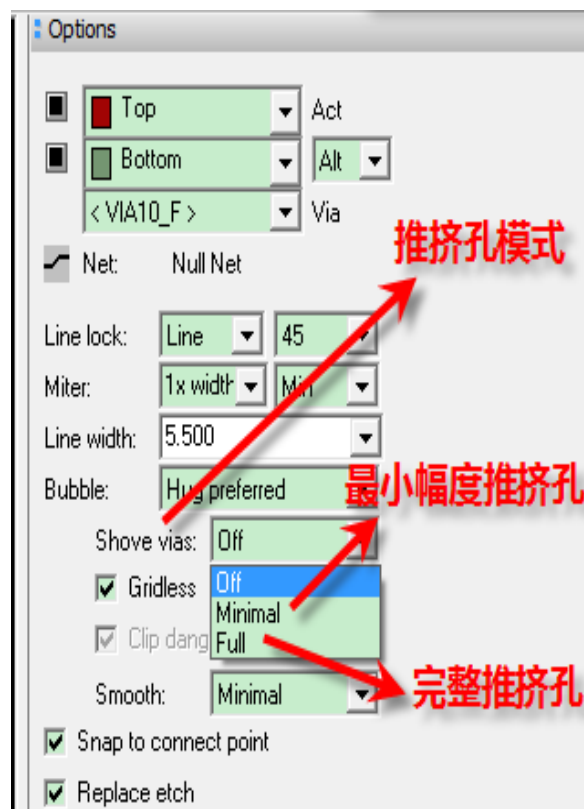 Options
Top Act
Bottom Alt
< VIA10_F > Via
推挤孔模式
Net: Null Net
Line lock: Line 45
Miter: 1x width Min
Line width: 5.500
Bubble: Hug preferred
最小幅度推挤孔
Shove vias: Off
Gridless Off
Minimal
Clip dang Full
完整推挤孔
Smooth: Minimal
Snap to connect point
Replace etch